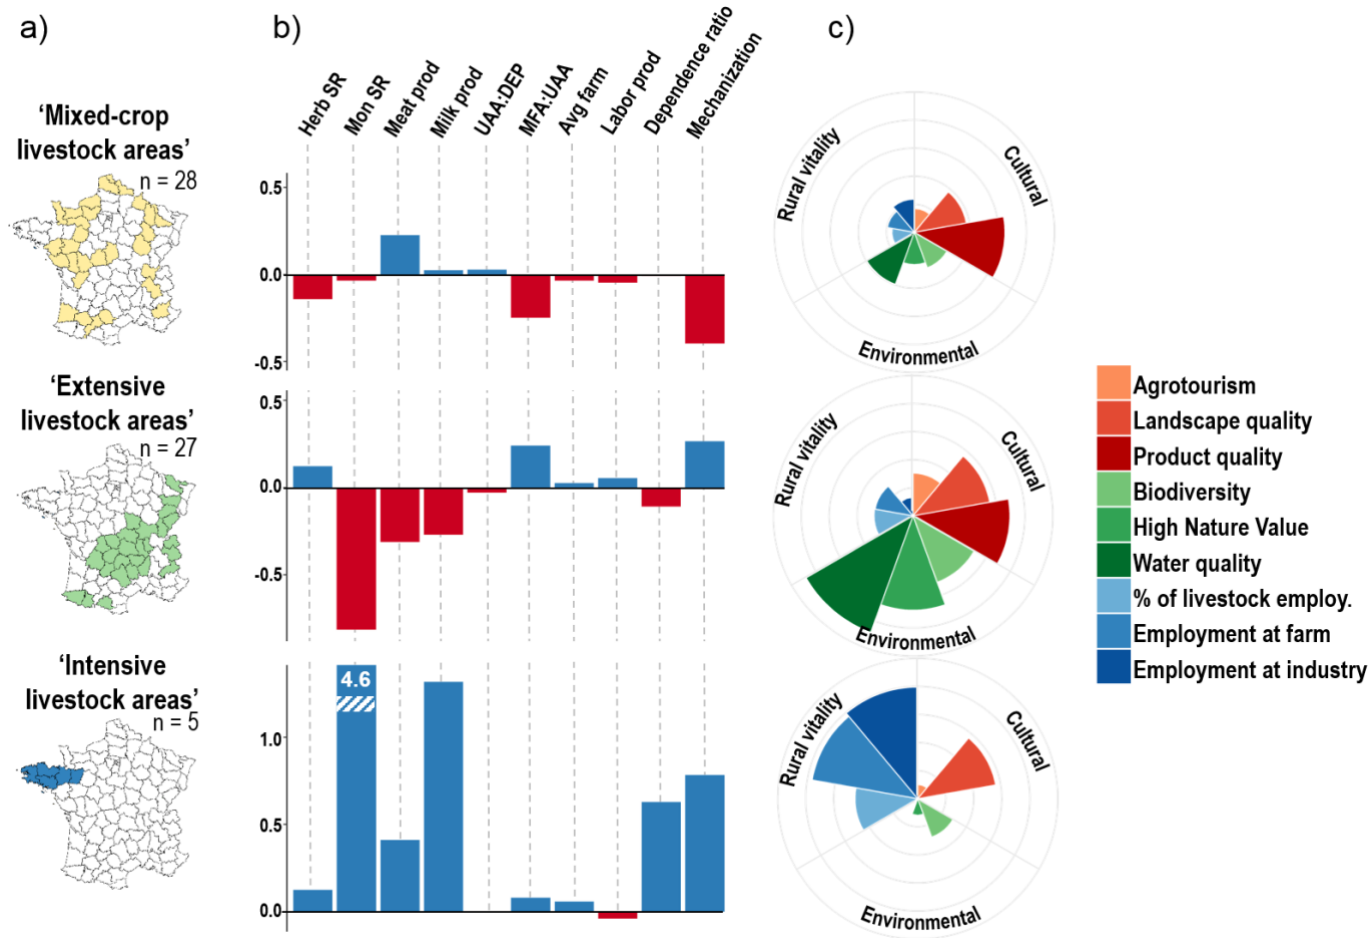 a)
b)
c)
Herb SR
Mon SR
Meat prod
Milk prod
UAA:DEP
MFA:UAA
Avg farm
Labor prod
Dependence ratio
Mechanization
‘Mixed-crop
livestock areas’
n = 28
0.5
0.0
-0.5
Rural vitality
Cultural
Environmental
‘Extensive
livestock areas’
n = 27
0.5
0.0
-0.5
Rural vitality
Cultural
Environmental
‘Intensive
livestock areas’
n = 5
4.6
1.0
0.5
0.0
Rural vitality
Cultural
Environmental
Agrotourism
Landscape quality
Product quality
Biodiversity
High Nature Value
Water quality
% of livestock employ.
Employment at farm
Employment at industry